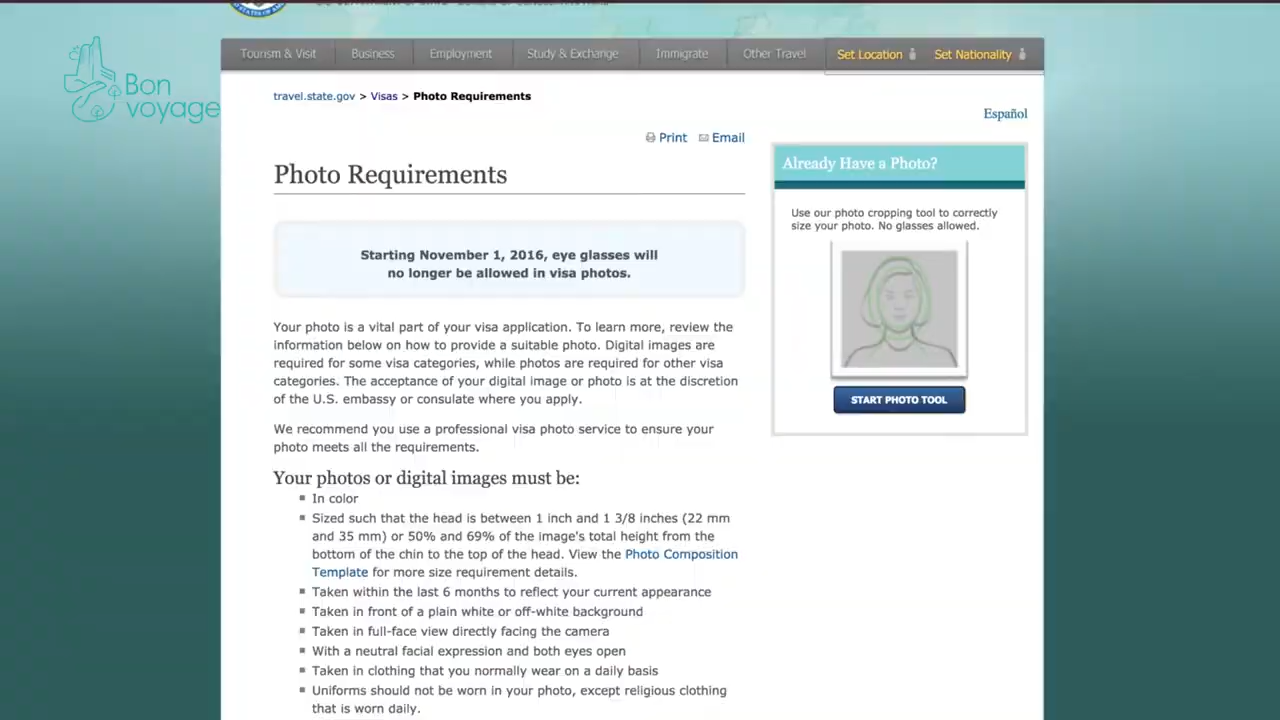 Bon
voyage
Tourism & Visit
Business
Employment
Study & Exchange
Immigrate
Other Travel
Set Location
Set Nationality
travel.state.gov > Visas > Photo Requirements
Español
Print
Email
Photo Requirements
Starting November 1, 2016, eye glasses will
no longer be allowed in visa photos.
Your photo is a vital part of your visa application. To learn more, review the
information below on how to provide a suitable photo. Digital images are
required for some visa categories, while photos are required for other visa
categories. The acceptance of your digital image or photo is at the discretion
of the U.S. embassy or consulate where you apply.
We recommend you use a professional visa photo service to ensure your
photo meets all the requirements.
Your photos or digital images must be:
In color
Sized such that the head is between 1 inch and 1 3/8 inches (22 mm
and 35 mm) or 50% and 69% of the image's total height from the
bottom of the chin to the top of the head. View the Photo Composition
Template for more size requirement details.
Taken within the last 6 months to reflect your current appearance
Taken in front of a plain white or off-white background
Taken in full-face view directly facing the camera
With a neutral facial expression and both eyes open
Taken in clothing that you normally wear on a daily basis
Uniforms should not be worn in your photo, except religious clothing
that is worn daily.
Already Have a Photo?
Use our photo cropping tool to correctly
size your photo. No glasses allowed.
START PHOTO TOOL